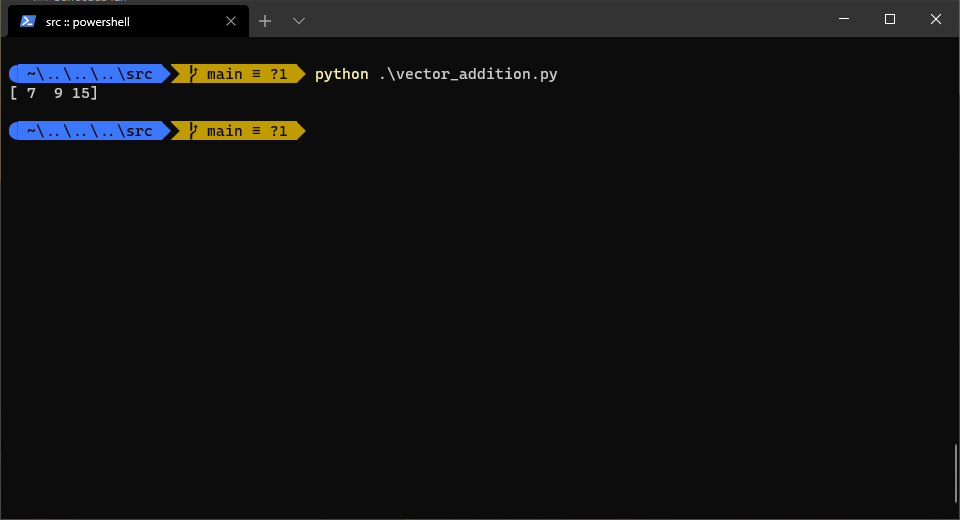 src :: powershell
~\..\..\..\src main ≡ ?1 python .\vector_addition.py
[ 7  9 15]
~\..\..\..\src main ≡ ?1